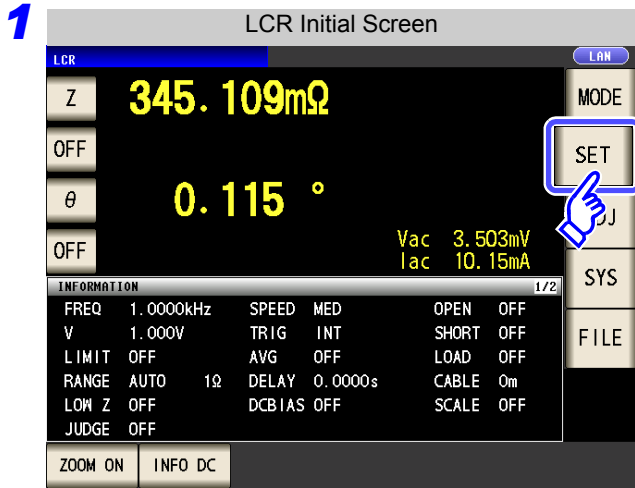 1
LCR Initial Screen
LCR
LAN
Z 345.109mΩ
MODE
OFF
SET
θ 0.115 °
OFF
Vac 3.503mV
Iac 10.15mA
SYS
INFORMATION 1/2
FREQ 1.0000kHz SPEED MED OPEN OFF
V 1.000V TRIG INT SHORT OFF
FILE
LIMIT OFF AVG OFF LOAD OFF
RANGE AUTO 1Ω DELAY 0.0000s CABLE 0m
LOW Z OFF DCBIAS OFF SCALE OFF
JUDGE OFF
ZOOM ON INFO DC